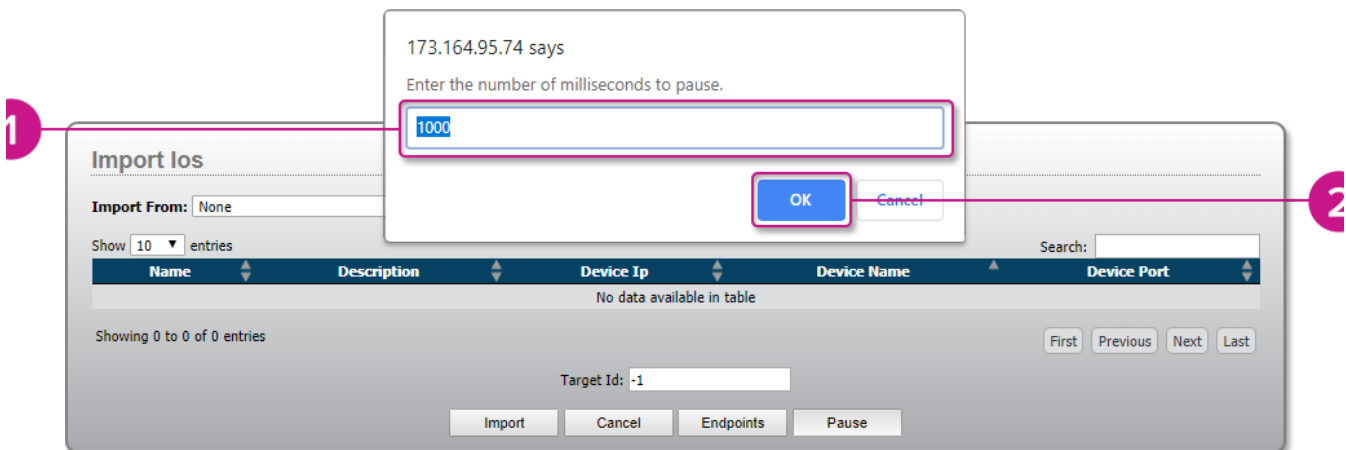 173.164.95.74 says
Enter the number of milliseconds to pause.
1000
1
OK
Cancel
2
Import Ios
Import From: None
Show 10 entries
Search:
Name Description Device Ip Device Name Device Port
No data available in table
Showing 0 to 0 of 0 entries
First Previous Next Last
Target Id: -1
Import Cancel Endpoints Pause